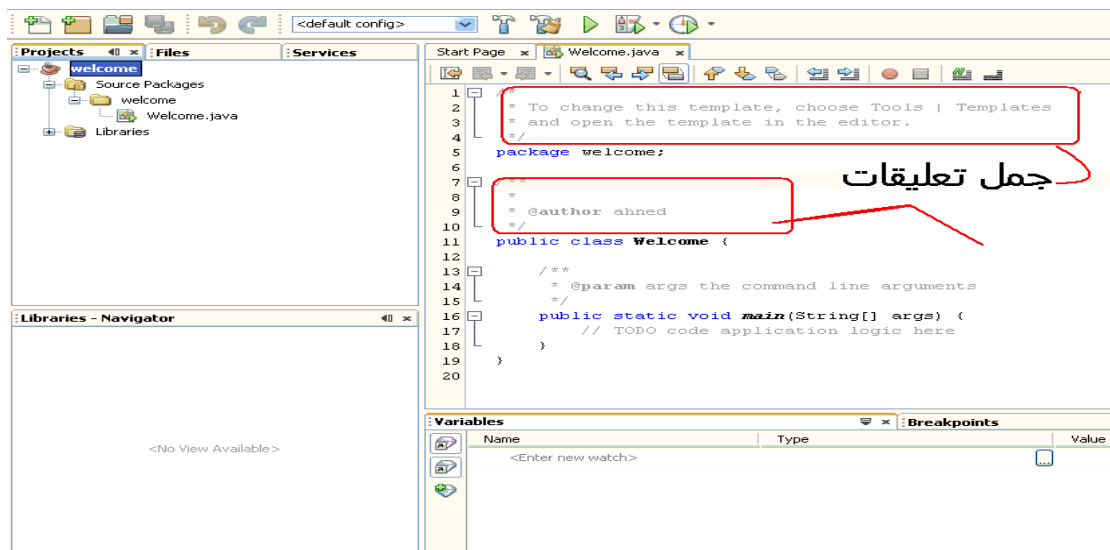 <default config>
Projects Files Services
welcome
Source Packages
welcome
Welcome.java
Libraries
Libraries - Navigator
<No View Available>
Start Page Welcome.java
1 /**
2 * To change this template, choose Tools | Templates
3 * and open the template in the editor.
4 */
5 package welcome;
6
7 /**
8 *
9 * @author ahned
10 */
11 public class Welcome {
12
13 /**
14 * @param args the command line arguments
15 */
16 public static void main(String[] args) {
17 // TODO code application logic here
18 }
19 }
20
جمل تعليقات
Variables Breakpoints
Name Type Value
<Enter new watch> ...